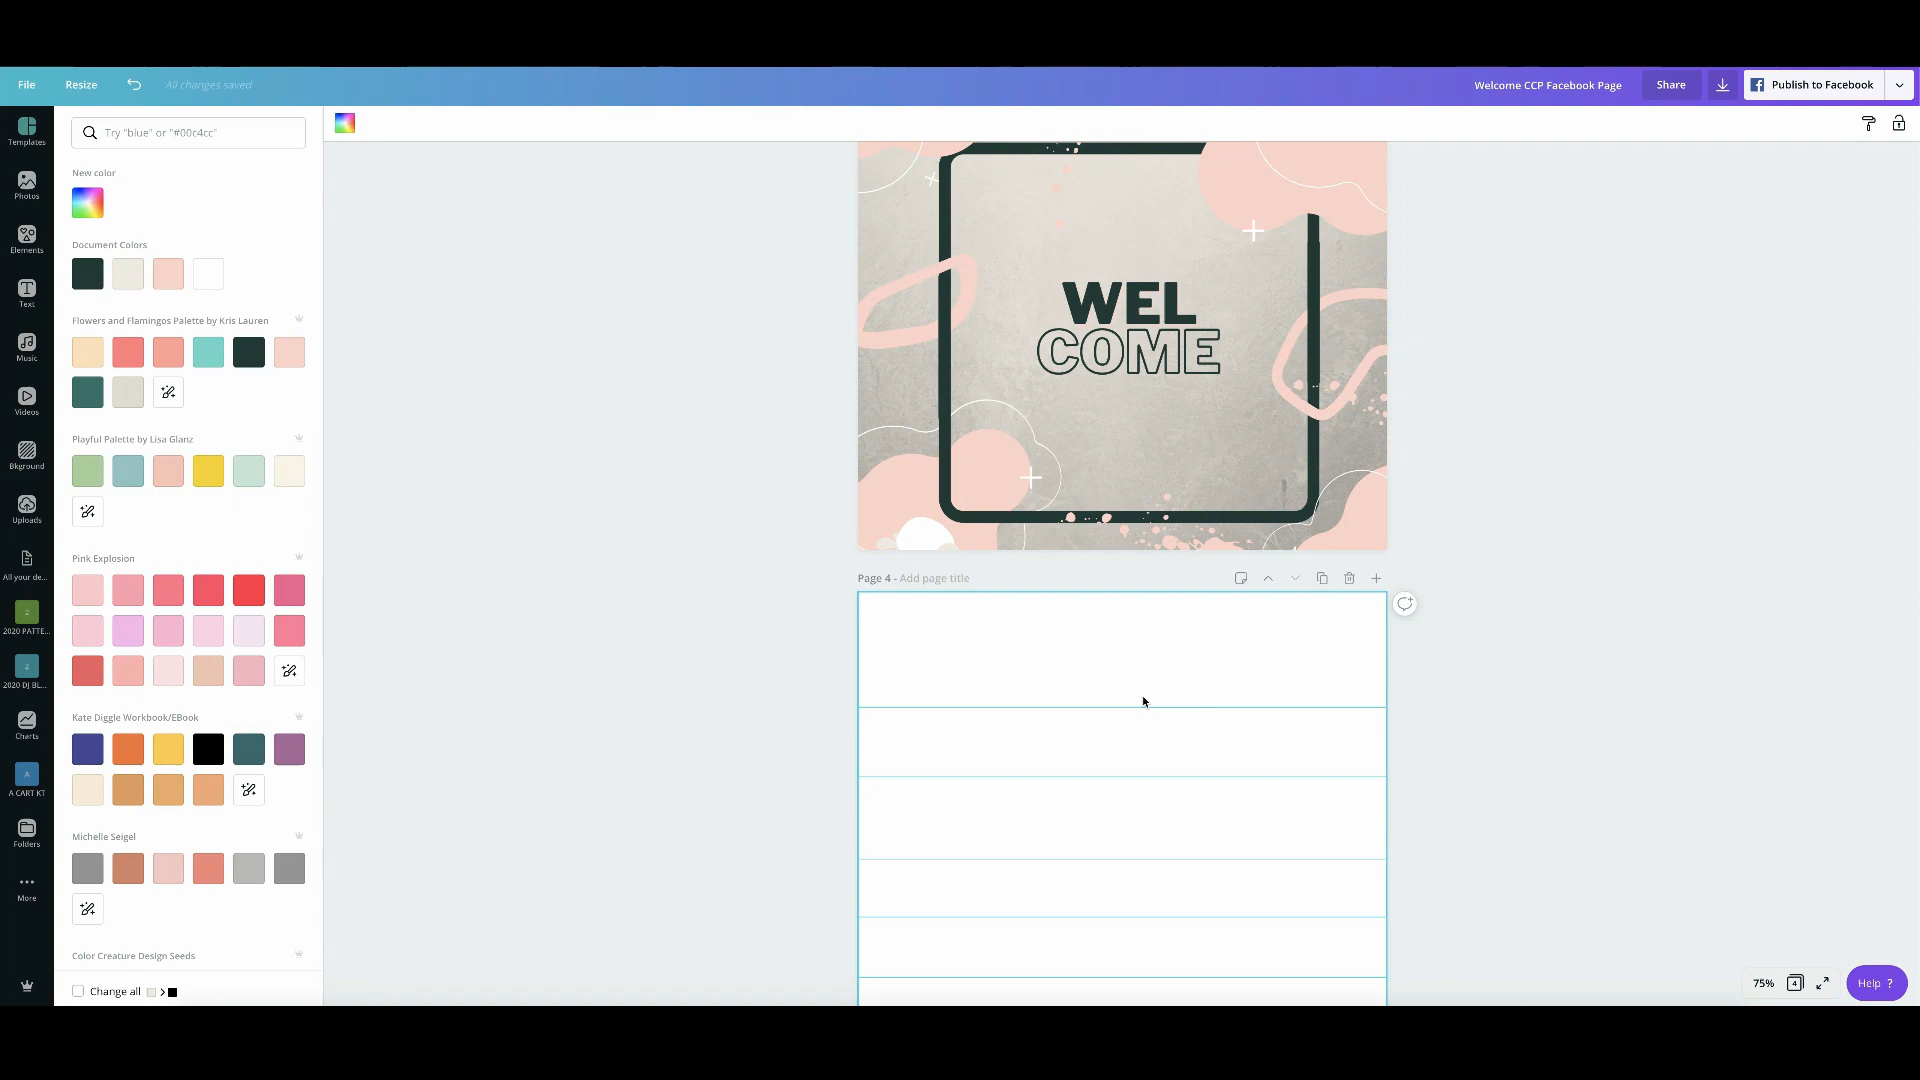 File Resize All changes saved Welcome CCP Facebook Page Share Publish to Facebook
Templates
Photos
Elements
Text
Music
Videos
Bkground
Uploads
All your de...
2
2020 PATTE...
2
2020 DJ BL...
Charts
A
A CART KT
Folders
More
Try "blue" or "#00c4cc"
New color
Document Colors
Flowers and Flamingos Palette by Kris Lauren
Playful Palette by Lisa Glanz
Pink Explosion
Kate Diggle Workbook/EBook
Michelle Seigel
Color Creature Design Seeds
Change all
WEL
COME
Page 4 - Add page title
75% 4 Help ?